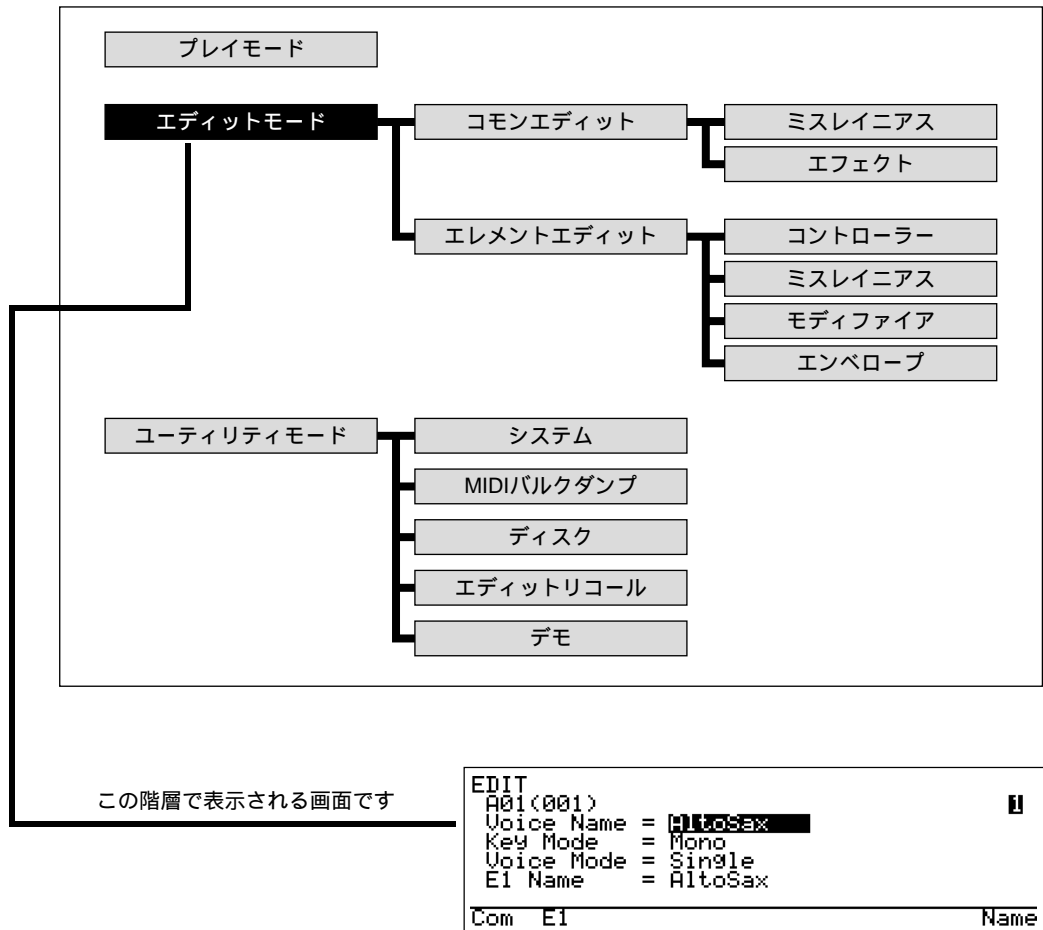 プレイモード
エディットモード
コモンエディット
ミスレイニアス
エフェクト
エレメントエディット
コントローラー
ミスレイニアス
モディファイア
エンベロープ
ユーティリティモード
システム
MIDIバルクダンプ
ディスク
エディットリコール
デモ
この階層で表示される画面です
EDIT
A01(001) 1
Voice Name = AltoSax
Key Mode = Mono
Voice Mode = Single
E1 Name = AltoSax
Com E1 Name